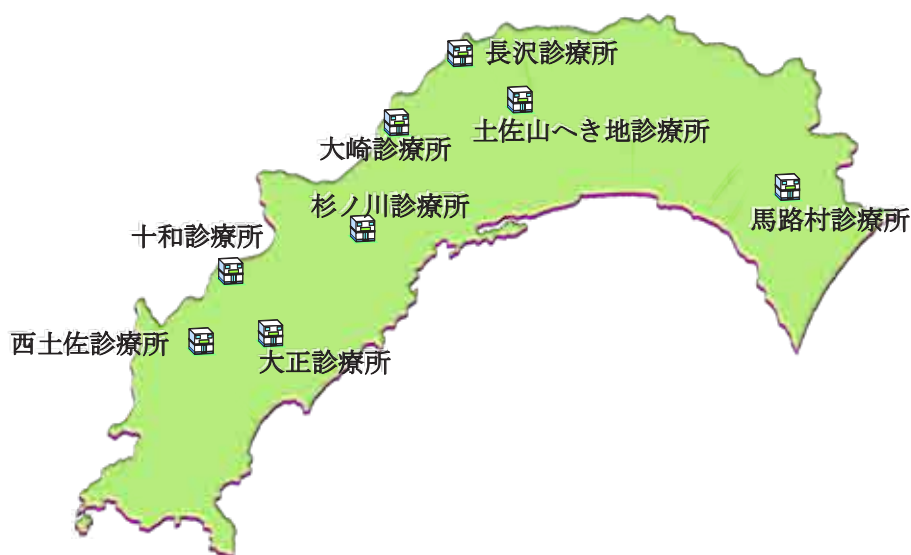 長沢診療所
土佐山へき地診療所
大崎診療所
馬路村診療所
杉ノ川診療所
十和診療所
西土佐診療所
大正診療所